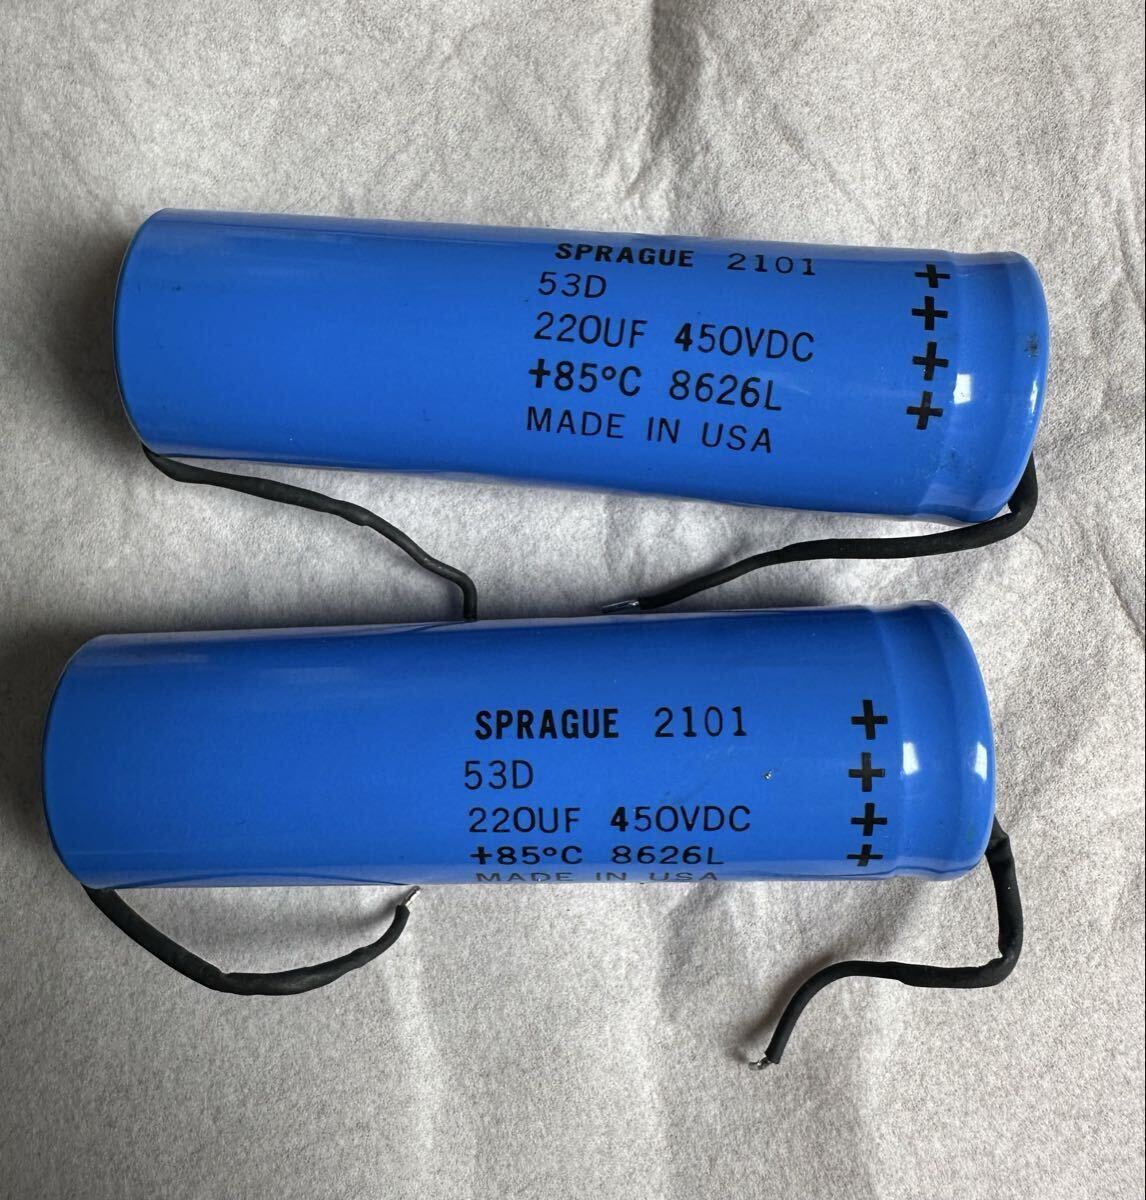 SPRAGUE 2101
53D
220UF 450VDC
+85°C 8626L
MADE IN USA
+
+
+
+
SPRAGUE 2101
53D
220UF 450VDC
+85°C 8626L
MADE IN USA
+
+
+
+